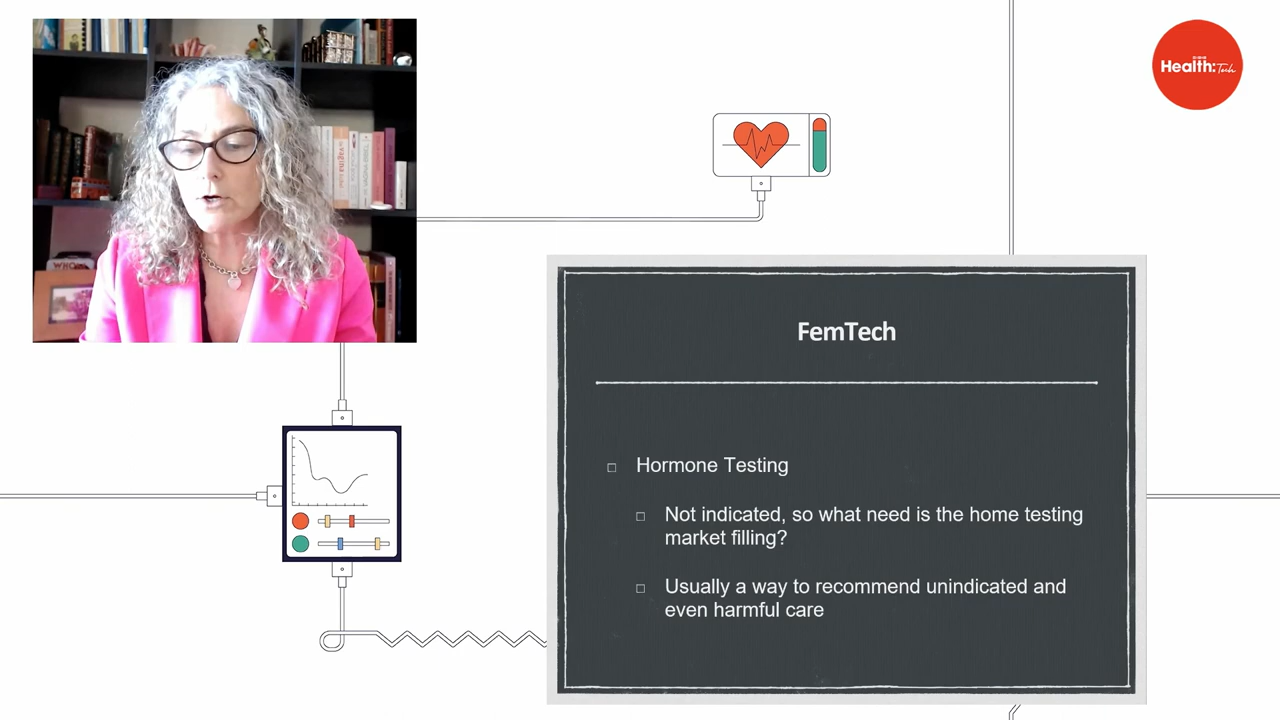 WIRED
Health:Tech
FemTech
Hormone Testing
Not indicated, so what need is the home testing
market filling?
Usually a way to recommend unindicated and
even harmful care